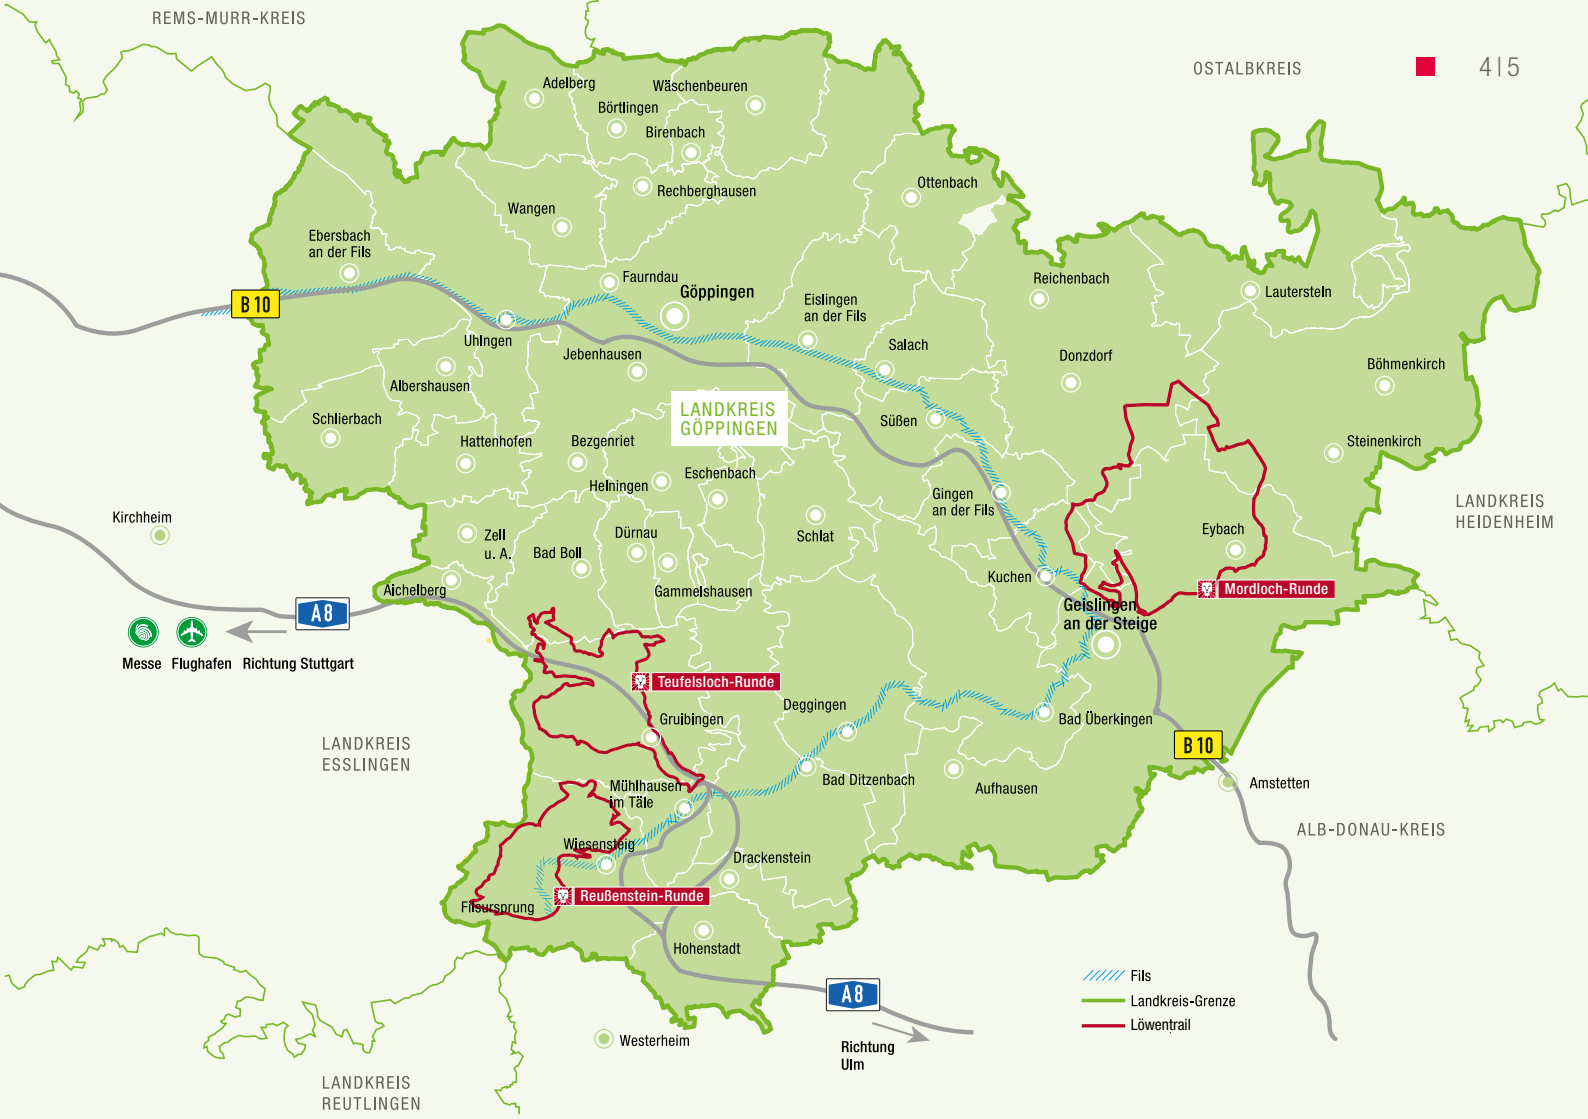 REMS-MURR-KREIS
OSTALBKREIS
4|5
Adelberg
Wäschenbeuren
Börtlingen
Birenbach
Rechberghausen
Ottenbach
Wangen
Ebersbach
an der Fils
B 10
Faurndau
Göppingen
Eislingen
an der Fils
Reichenbach
Lauterstein
Uhlngen
Jebenhausen
Salach
Donzdorf
Böhmenkirch
Albershausen
Schlierbach
LANDKREIS
GÖPPINGEN
Süßen
Hattenhofen
Bezgenriet
Steinenkirch
Eschenbach
Helningen
Gingen
an der Fils
LANDKREIS
HEIDENHEIM
Kirchheim
Zell
u. A.
Dürnau
Schlat
Eybach
Bad Boll
Aichelberg
Gammelshausen
Kuchen
Mordloch-Runde
A8
Geislingen
an der Steige
Messe
Flughafen
Richtung Stuttgart
Teufelsloch-Runde
Gruibingen
Deggingen
Bad Überkingen
LANDKREIS
ESSLINGEN
B 10
Mühlhausen
im Täle
Bad Ditzenbach
Aufhausen
Amstetten
Wiesensteig
Drackenstein
ALB-DONAU-KREIS
Reußenstein-Runde
Filsursprung
Hohenstadt
A8
Fils
Landkreis-Grenze
Löwentrail
Westerheim
Richtung
Ulm
LANDKREIS
REUTLINGEN